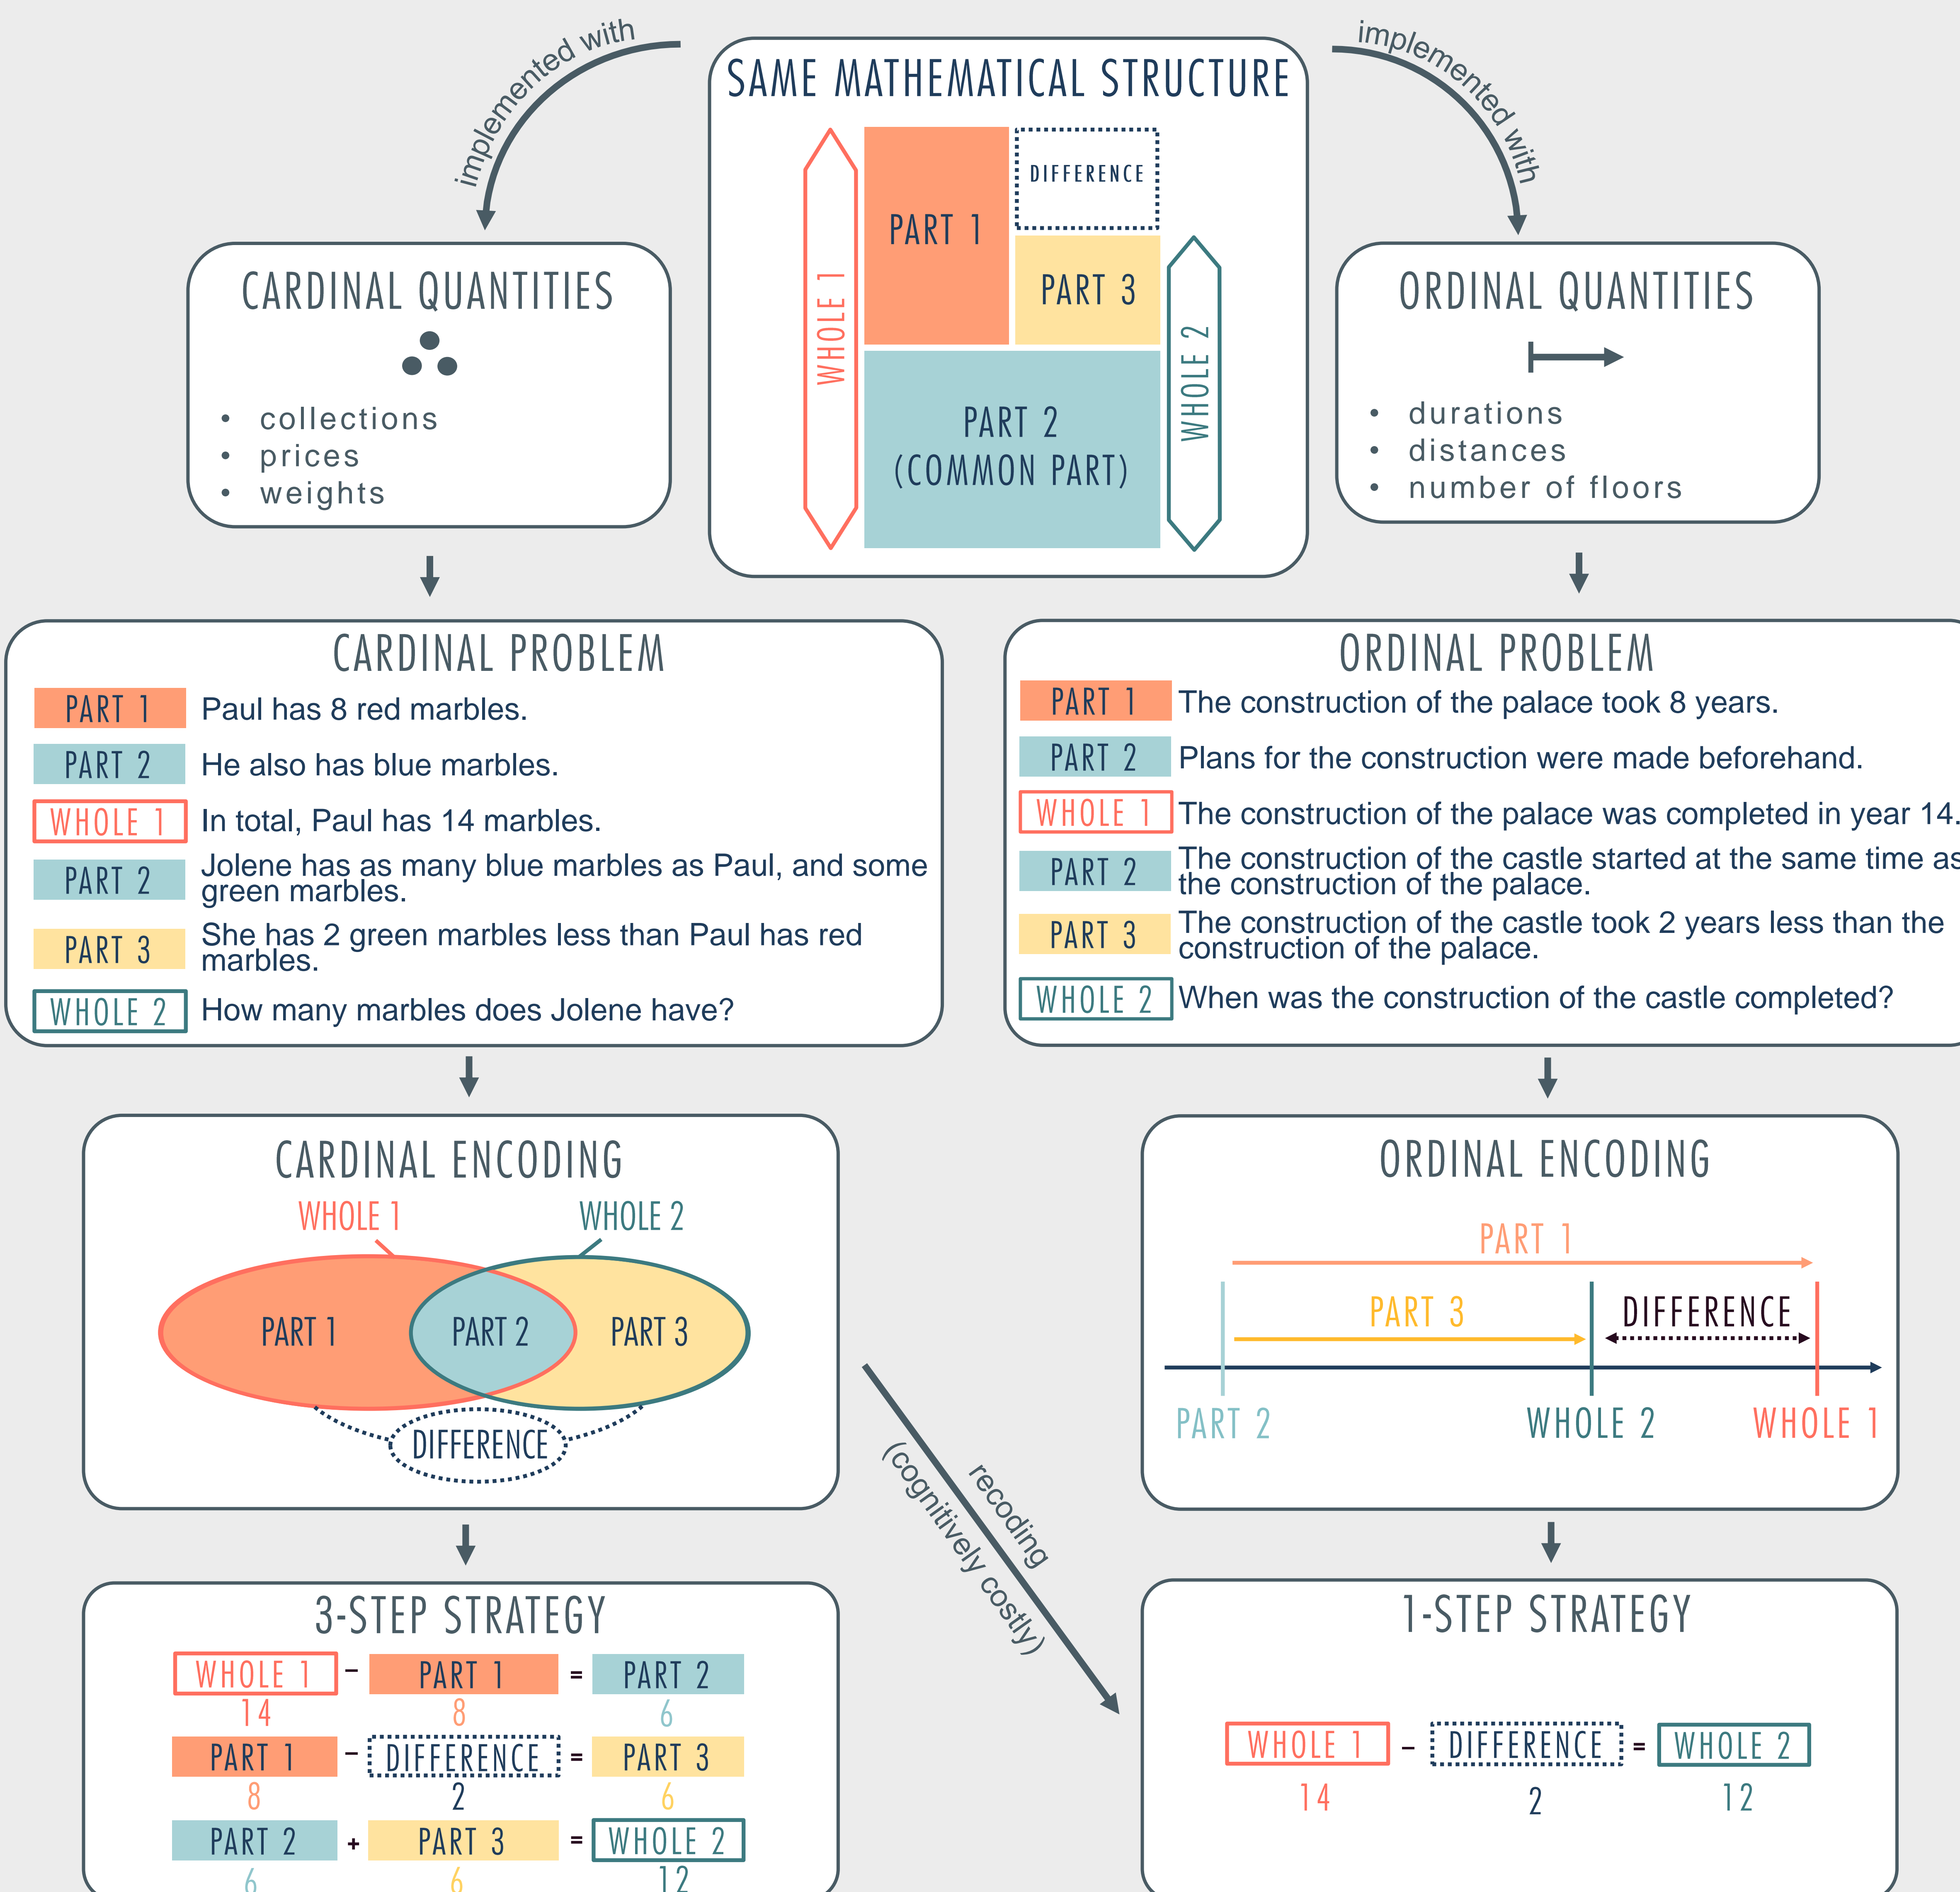 implemented with
implemented with
SAME MATHEMATICAL STRUCTURE
WHOLE 1
PART 1
DIFFERENCE
PART 3
WHOLE 2
PART 2
(COMMON PART)
CARDINAL QUANTITIES
• collections
• prices
• weights
ORDINAL QUANTITIES
• durations
• distances
• number of floors
CARDINAL PROBLEM
PART 1 Paul has 8 red marbles.
PART 2 He also has blue marbles.
WHOLE 1 In total, Paul has 14 marbles.
PART 2 Jolene has as many blue marbles as Paul, and some
green marbles.
PART 3 She has 2 green marbles less than Paul has red
marbles.
WHOLE 2 How many marbles does Jolene have?
ORDINAL PROBLEM
PART 1 The construction of the palace took 8 years.
PART 2 Plans for the construction were made beforehand.
WHOLE 1 The construction of the palace was completed in year 14.
PART 2 The construction of the castle started at the same time as
the construction of the palace.
PART 3 The construction of the castle took 2 years less than the
construction of the palace.
WHOLE 2 When was the construction of the castle completed?
CARDINAL ENCODING
WHOLE 1 WHOLE 2
PART 1 PART 2 PART 3
DIFFERENCE
ORDINAL ENCODING
PART 1
PART 3 DIFFERENCE
PART 2 WHOLE 2 WHOLE 1
recoding
(cognitively costly)
3-STEP STRATEGY
WHOLE 1 – PART 1 = PART 2
14 8 6
PART 1 – DIFFERENCE = PART 3
8 2 6
PART 2 + PART 3 = WHOLE 2
6 6 12
1-STEP STRATEGY
WHOLE 1 – DIFFERENCE = WHOLE 2
14 2 12